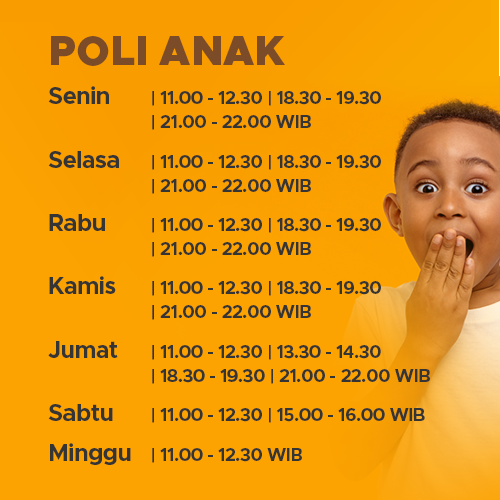 POLI ANAK
Senin | 11.00 - 12.30 | 18.30 - 19.30
| 21.00 - 22.00 WIB
Selasa | 11.00 - 12.30 | 18.30 - 19.30
| 21.00 - 22.00 WIB
Rabu | 11.00 - 12.30 | 18.30 - 19.30
| 21.00 - 22.00 WIB
Kamis | 11.00 - 12.30 | 18.30 - 19.30
| 21.00 - 22.00 WIB
Jumat | 11.00 - 12.30 | 13.30 - 14.30
| 18.30 - 19.30 | 21.00 - 22.00 WIB
Sabtu | 11.00 - 12.30 | 15.00 - 16.00 WIB
Minggu | 11.00 - 12.30 WIB